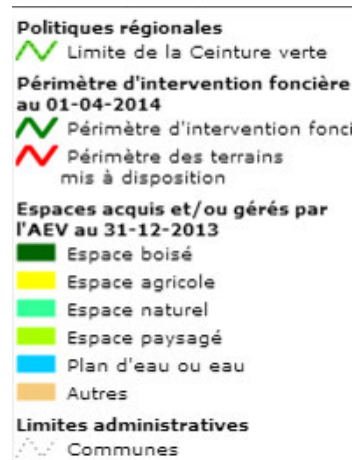 Politiques régionales
Limite de la Ceinture verte
Périmètre d'intervention foncière
au 01-04-2014
Périmètre d'intervention fonci
Périmètre des terrains
mis à disposition
Espaces acquis et/ou gérés par
l'AEV au 31-12-2013
Espace boisé
Espace agricole
Espace naturel
Espace paysagé
Plan d'eau ou eau
Autres
Limites administratives
Communes